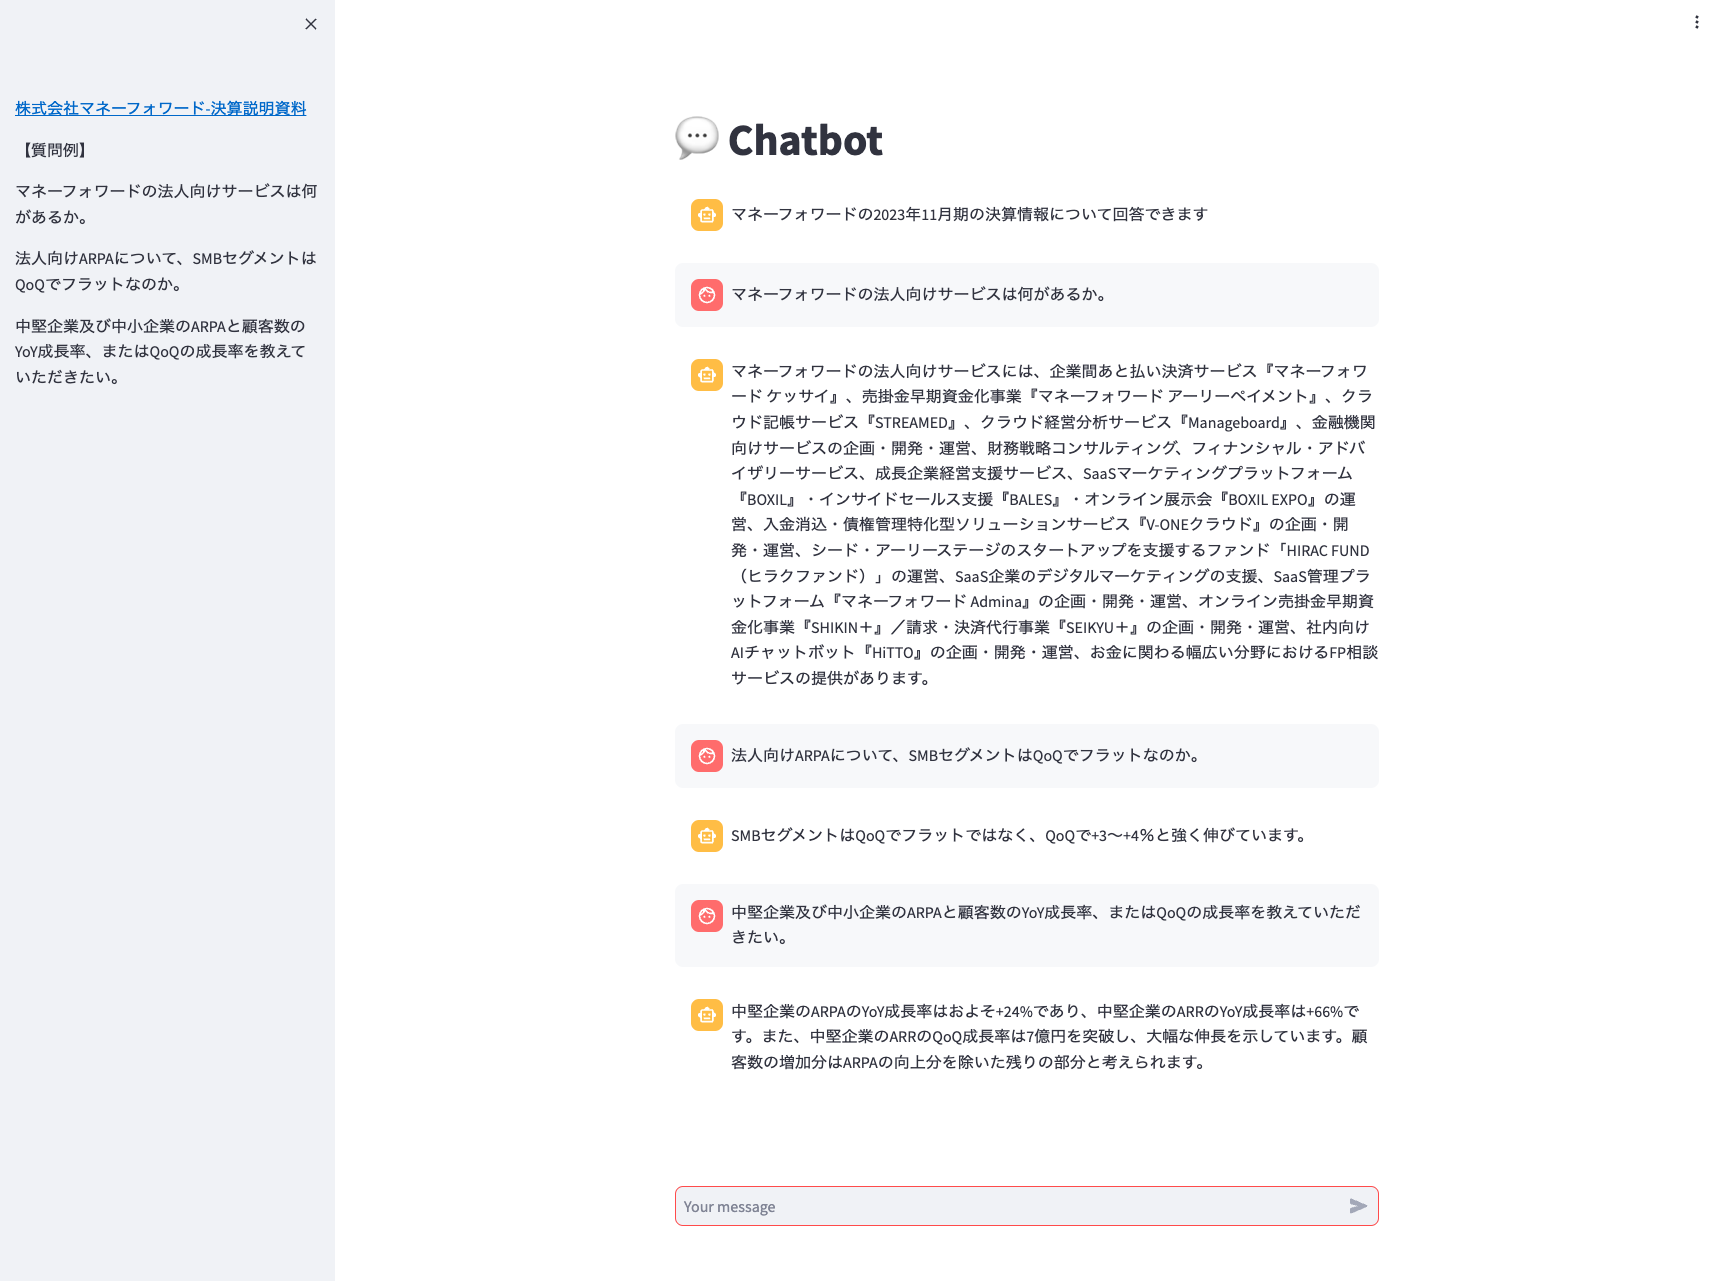 株式会社マネーフォワード-決算説明資料
【質問例】
マネーフォワードの法人向けサービスは何
があるか。
法人向けARPAについて、SMBセグメントは
QoQでフラットなのか。
中堅企業及び中小企業のARPAと顧客数の
YoY成長率、またはQoQの成長率を教えて
いただきたい。
Chatbot
マネーフォワードの2023年11月期の決算情報について回答できます
マネーフォワードの法人向けサービスは何があるか。
マネーフォワードの法人向けサービスには、企業間あと払い決済サービス『マネーフォワ
ード ケッサイ』、売掛金早期資金化事業『マネーフォワード アーリーペイメント』、クラ
ウド記帳サービス『STREAMED』、クラウド経営分析サービス『Manageboard』、金融機関
向けサービスの企画・開発・運営、財務戦略コンサルティング、フィナンシャル・アドバ
イザリーサービス、成長企業経営支援サービス、SaaSマーケティングプラットフォーム
『BOXIL』・インサイドセールス支援『BALES』・オンライン展示会『BOXIL EXPO』の運
営、入金消込・債権管理特化型ソリューションサービス『V-ONEクラウド』の企画・開
発・運営、シード・アーリーステージのスタートアップを支援するファンド「HIRAC FUND
（ヒラクファンド）」の運営、SaaS企業のデジタルマーケティングの支援、SaaS管理プラ
ットフォーム『マネーフォワード Admina』の企画・開発・運営、オンライン売掛金早期資
金化事業『SHIKIN＋』／請求・決済代行事業『SEIKYU＋』の企画・開発・運営、社内向け
AIチャットボット『HiTTO』の企画・開発・運営、お金に関わる幅広い分野におけるFP相談
サービスの提供があります。
法人向けARPAについて、SMBセグメントはQoQでフラットなのか。
SMBセグメントはQoQでフラットではなく、QoQで+3〜+4％と強く伸びています。
中堅企業及び中小企業のARPAと顧客数のYoY成長率、またはQoQの成長率を教えていただ
きたい。
中堅企業のARPAのYoY成長率はおよそ+24%であり、中堅企業のARRのYoY成長率は+66%で
す。また、中堅企業のARRのQoQ成長率は7億円を突破し、大幅な伸長を示しています。顧
客数の増加分はARPAの向上分を除いた残りの部分と考えられます。
Your message